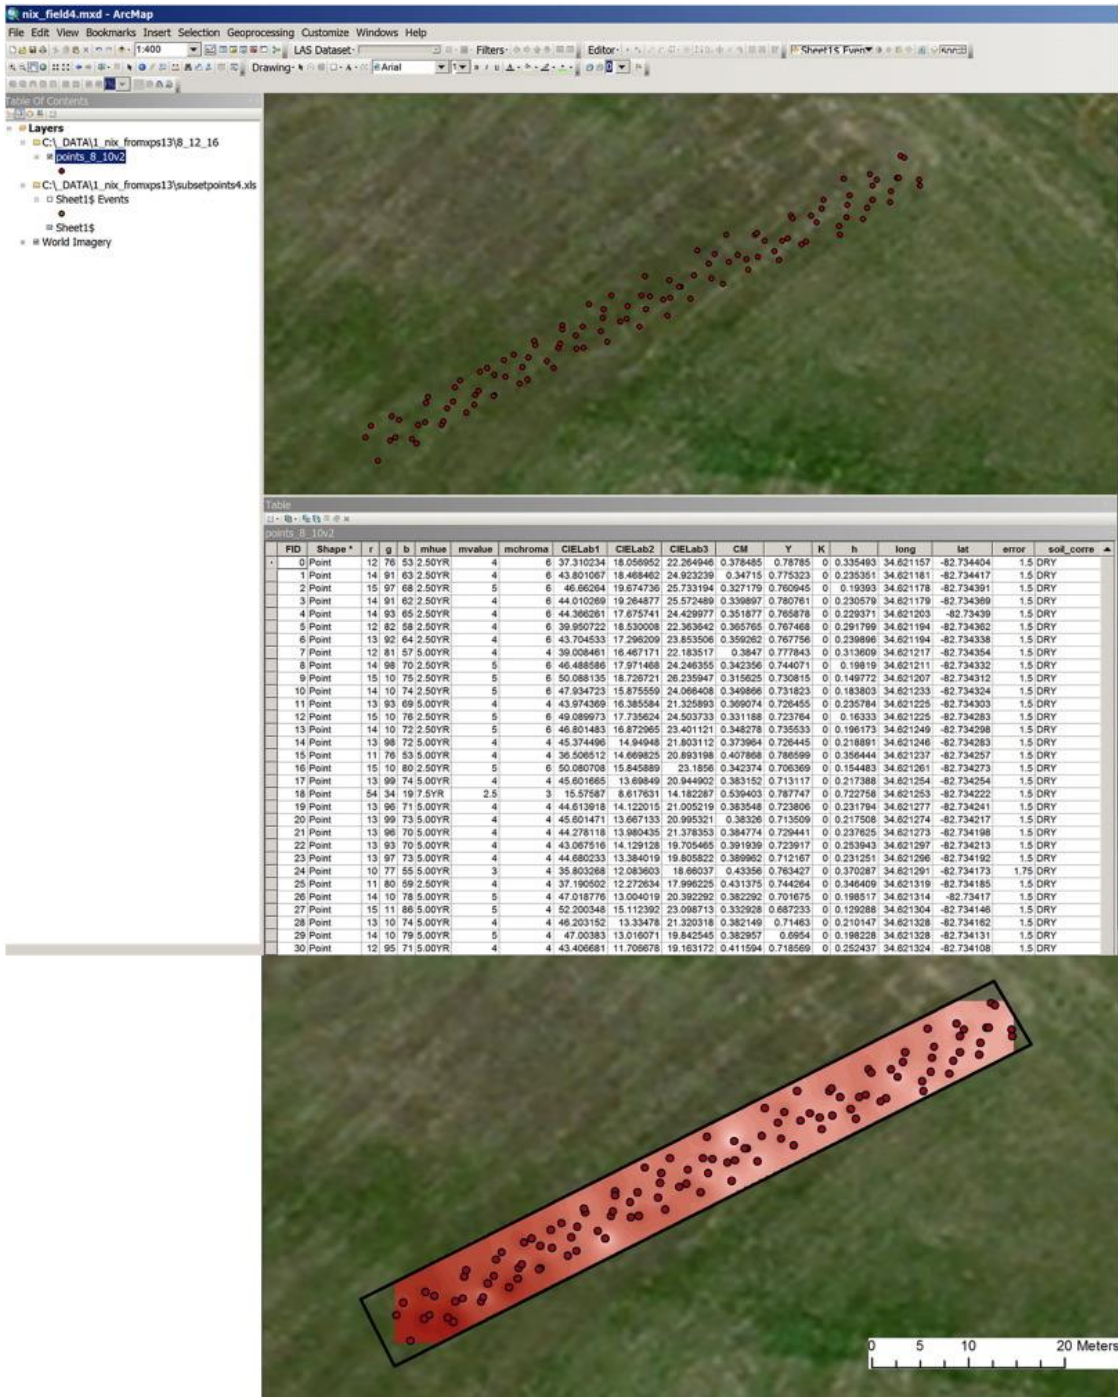 nix_field4.mxd - ArcMap
File Edit View Bookmarks Insert Selection Geoprocessing Customize Windows Help
1:400 LAS Dataset Filters: Editor Sheet1$ Event
Drawing Arial
Table Of Contents
Layers
C:\_DATA\1_nix_fromxps13\8_12_16
points_8_10v2
C:\_DATA\1_nix_fromxps13\subsetpoints4.xls
Sheet1$ Events
Sheet1$
World Imagery
Table
points_8_10v2
FID Shape * r g b mhue mvalue mchroma CIELab1 CIELab2 CIELab3 CM Y K h long lat error soil_corre
0 Point 12 76 53 2.50YR 4 6 37.310234 18.056952 22.264946 0.378485 0.78785 0 0.335493 34.621157 -82.734404 1.5 DRY
1 Point 14 91 63 2.50YR 4 6 43.801067 18.468462 24.923239 0.34715 0.775323 0 0.235351 34.621181 -82.734417 1.5 DRY
2 Point 15 97 68 2.50YR 5 6 46.66264 19.674736 25.733194 0.327179 0.760945 0 0.19393 34.621178 -82.734391 1.5 DRY
3 Point 14 91 62 2.50YR 4 6 44.010269 19.264877 25.572489 0.339897 0.780761 0 0.230579 34.621179 -82.734369 1.5 DRY
4 Point 14 93 65 2.50YR 4 6 44.366261 17.675741 24.429977 0.351877 0.765878 0 0.229371 34.621203 -82.73439 1.5 DRY
5 Point 12 82 58 2.50YR 4 6 39.950722 18.530008 22.363642 0.365765 0.767468 0 0.291799 34.621194 -82.734362 1.5 DRY
6 Point 13 92 64 2.50YR 4 6 43.704533 17.296209 23.853506 0.359262 0.767756 0 0.239896 34.621194 -82.734338 1.5 DRY
7 Point 12 81 57 5.00YR 4 4 39.008461 16.467171 22.183517 0.3847 0.777843 0 0.313609 34.621217 -82.734354 1.5 DRY
8 Point 14 98 70 2.50YR 5 6 46.488586 17.971468 24.246355 0.342356 0.744071 0 0.19819 34.621211 -82.734332 1.5 DRY
9 Point 15 10 75 2.50YR 5 6 50.088135 18.726721 26.235947 0.315625 0.730815 0 0.149772 34.621207 -82.734312 1.5 DRY
10 Point 14 10 74 2.50YR 5 6 47.934723 15.875559 24.066408 0.349866 0.731823 0 0.183803 34.621233 -82.734324 1.5 DRY
11 Point 13 93 69 5.00YR 4 4 43.974369 16.385584 21.325893 0.369074 0.726455 0 0.235784 34.621225 -82.734303 1.5 DRY
12 Point 15 10 76 2.50YR 5 6 49.089973 17.735624 24.503733 0.331188 0.723764 0 0.16333 34.621225 -82.734283 1.5 DRY
13 Point 14 10 72 2.50YR 5 6 46.801483 16.872965 23.401121 0.348278 0.735533 0 0.196173 34.621249 -82.734298 1.5 DRY
14 Point 13 98 72 5.00YR 4 4 45.374496 14.94948 21.803112 0.373964 0.726445 0 0.218891 34.621246 -82.734283 1.5 DRY
15 Point 11 76 53 5.00YR 4 4 36.506512 14.669825 20.893198 0.407868 0.786599 0 0.356444 34.621237 -82.734257 1.5 DRY
16 Point 15 10 80 2.50YR 5 6 50.080708 15.845889 23.1856 0.342374 0.706369 0 0.154483 34.621261 -82.734273 1.5 DRY
17 Point 13 99 74 5.00YR 4 4 45.601665 13.69849 20.944902 0.383152 0.713117 0 0.217388 34.621254 -82.734254 1.5 DRY
18 Point 54 34 19 7.5YR 2.5 3 15.57587 8.617631 14.182287 0.539403 0.787747 0 0.722758 34.621253 -82.734222 1.5 DRY
19 Point 13 96 71 5.00YR 4 4 44.613918 14.122015 21.005219 0.383548 0.723806 0 0.231794 34.621277 -82.734241 1.5 DRY
20 Point 13 99 73 5.00YR 4 4 45.601471 13.667133 20.995321 0.38326 0.713509 0 0.217508 34.621274 -82.734217 1.5 DRY
21 Point 13 96 70 5.00YR 4 4 44.278118 13.980435 21.378353 0.384774 0.729441 0 0.237625 34.621273 -82.734198 1.5 DRY
22 Point 13 93 70 5.00YR 4 4 43.067516 14.129128 19.705465 0.391939 0.723917 0 0.253943 34.621297 -82.734213 1.5 DRY
23 Point 13 97 73 5.00YR 4 4 44.680233 13.384019 19.805822 0.389962 0.712167 0 0.231251 34.621296 -82.734192 1.5 DRY
24 Point 10 77 55 5.00YR 3 4 35.803268 12.083603 18.66037 0.43356 0.763427 0 0.370287 34.621291 -82.734173 1.75 DRY
25 Point 11 80 59 2.50YR 4 4 37.190502 12.272634 17.996225 0.431375 0.744264 0 0.346409 34.621319 -82.734185 1.5 DRY
26 Point 14 10 78 5.00YR 5 4 47.018776 13.004019 20.392292 0.382292 0.701675 0 0.198517 34.621314 -82.73417 1.5 DRY
27 Point 15 11 86 5.00YR 5 4 52.200348 15.112392 23.098713 0.332928 0.687233 0 0.129288 34.621304 -82.734146 1.5 DRY
28 Point 13 10 74 5.00YR 4 4 46.203152 13.33478 21.320318 0.382149 0.71463 0 0.210147 34.621328 -82.734162 1.5 DRY
29 Point 14 10 79 5.00YR 5 4 47.00383 13.016071 19.842545 0.382957 0.6954 0 0.198228 34.621328 -82.734131 1.5 DRY
30 Point 12 95 71 5.00YR 4 4 43.406681 11.706678 19.163172 0.411594 0.718569 0 0.252437 34.621324 -82.734108 1.5 DRY
0 5 10 20 Meters